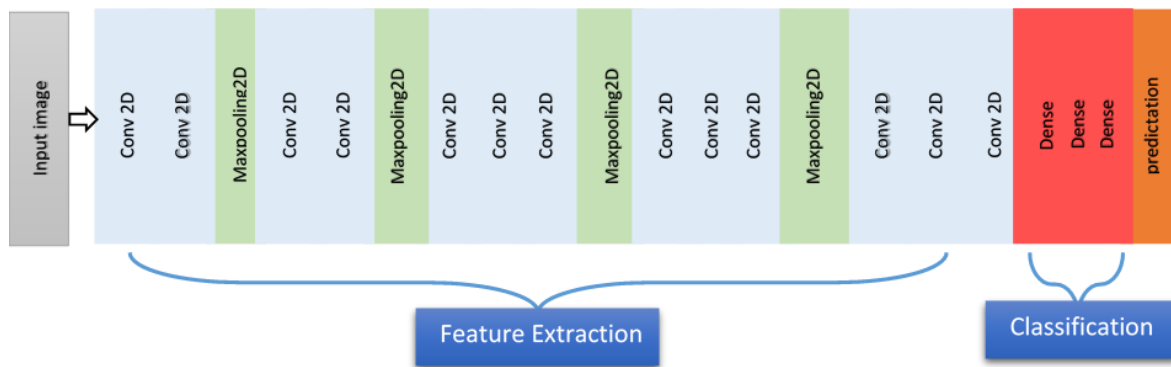 Input image
Conv 2D
Conv 2D
Maxpooling2D
Conv 2D
Conv 2D
Maxpooling2D
Conv 2D
Conv 2D
Conv 2D
Maxpooling2D
Conv 2D
Conv 2D
Conv 2D
Maxpooling2D
Conv 2D
Conv 2D
Conv 2D
Dense
Dense
Dense
predictation
Feature Extraction
Classification